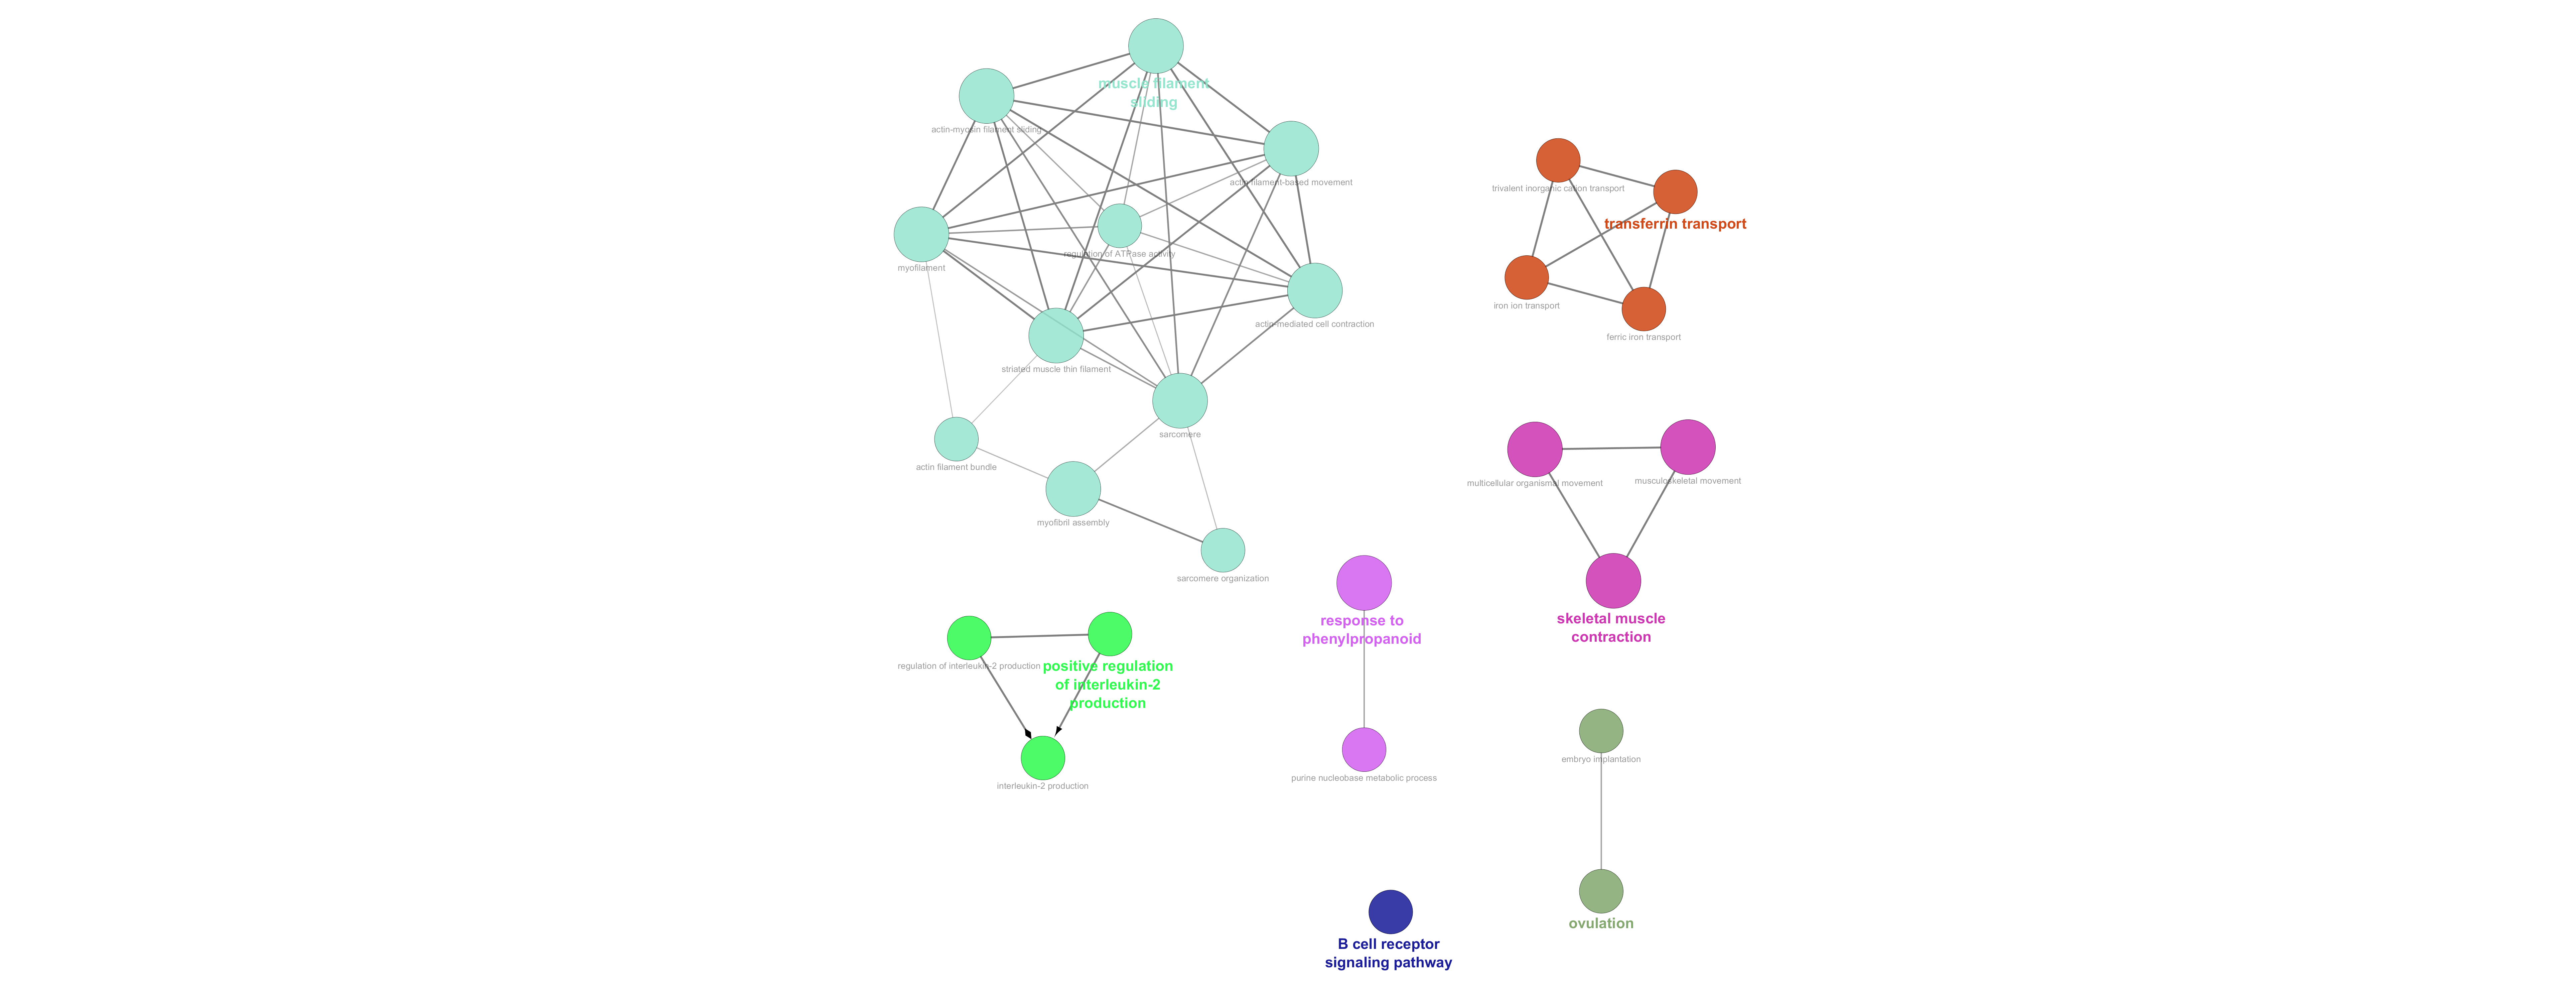 muscle filament
sliding
actin-myosin filament sliding
actin filament-based movement
regulation of ATPase activity
myofilament
actin-mediated cell contraction
striated muscle thin filament
sarcomere
actin filament bundle
myofibril assembly
sarcomere organization
trivalent inorganic cation transport
transferrin transport
iron ion transport
ferric iron transport
multicellular organismal movement
musculoskeletal movement
skeletal muscle
contraction
regulation of interleukin-2 production
positive regulation
of interleukin-2
production
interleukin-2 production
response to
phenylpropanoid
purine nucleobase metabolic process
embryo implantation
ovulation
B cell receptor
signaling pathway